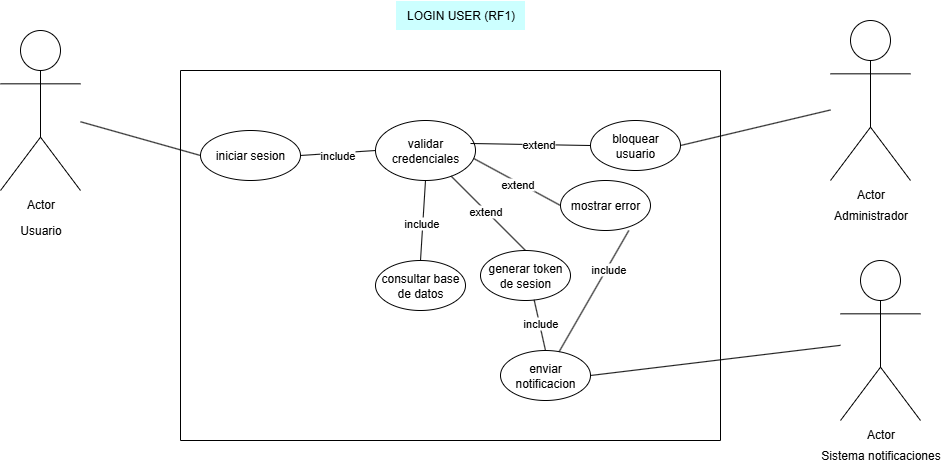 LOGIN USER (RF1)
Actor
Usuario
iniciar sesion
include
validar
credenciales
extend
bloquear
usuario
extend
mostrar error
extend
include
consultar base
de datos
generar token
de sesion
include
include
enviar
notificacion
Actor
Administrador
Actor
Sistema notificaciones